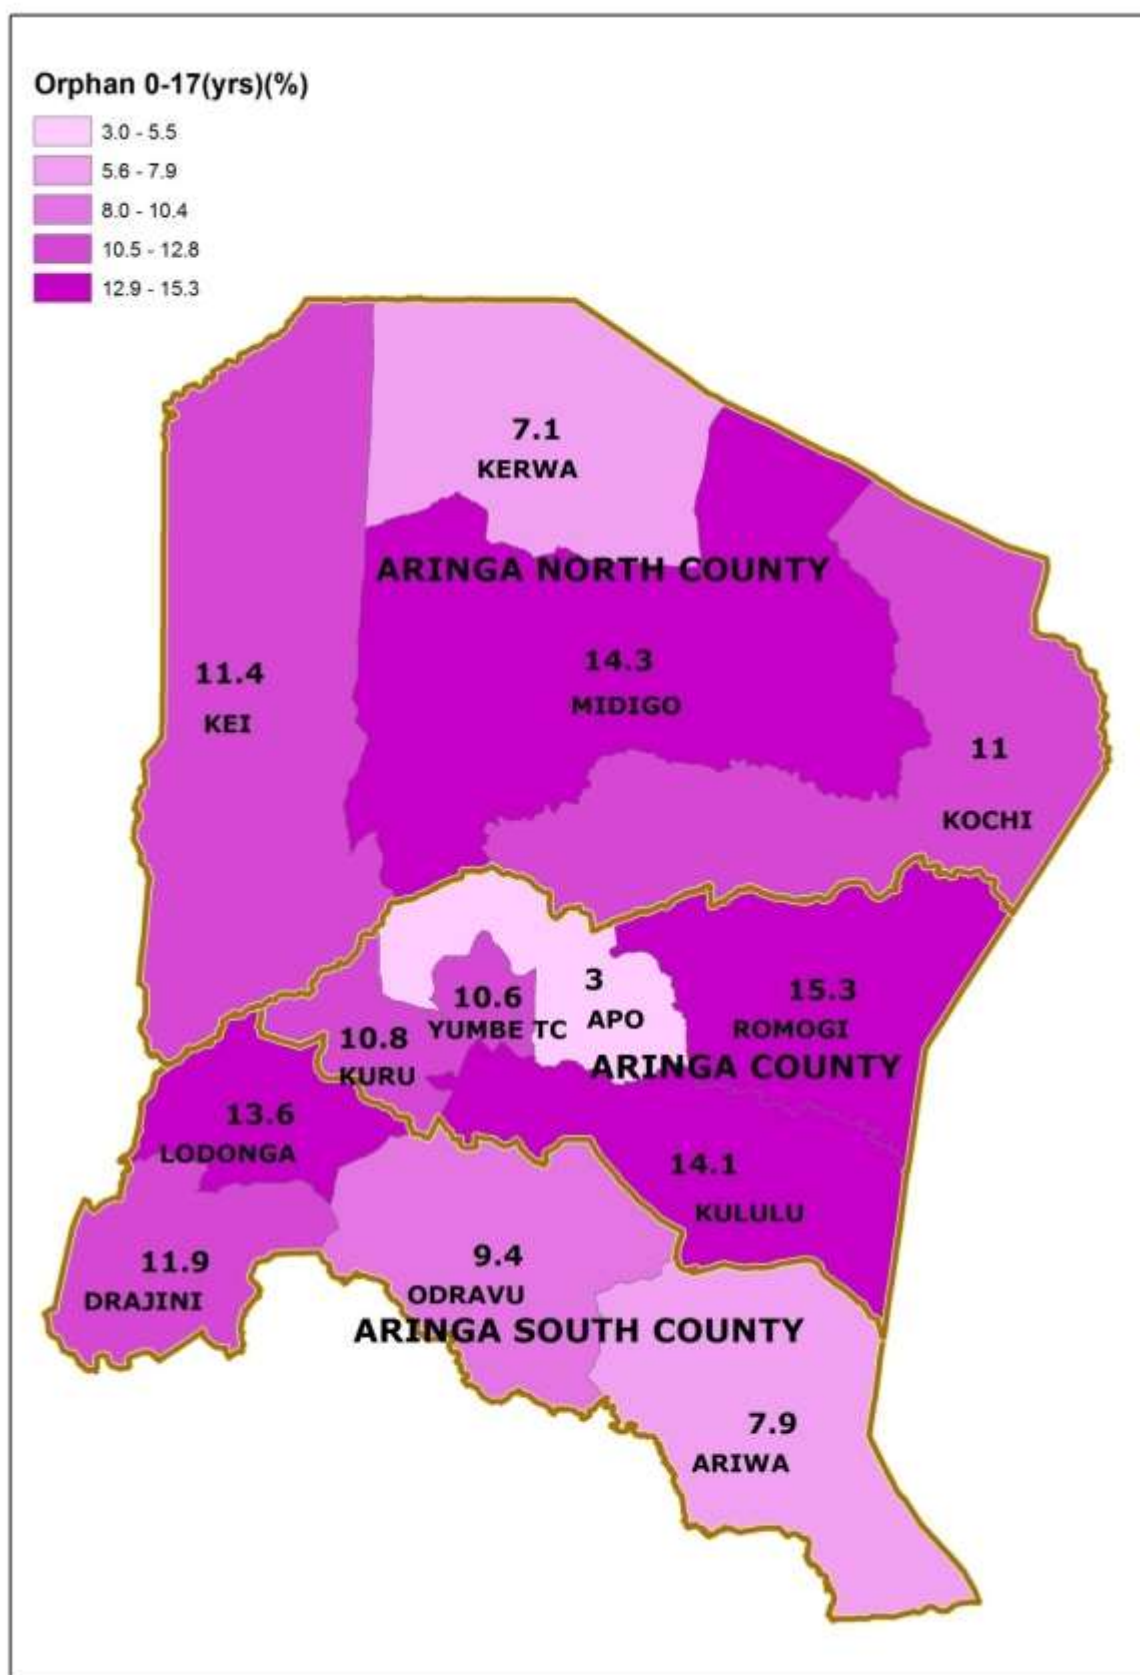 Orphan 0-17(yrs)(%)
3.0 - 5.5
5.6 - 7.9
8.0 - 10.4
10.5 - 12.8
12.9 - 15.3
7.1
KERWA
ARINGA NORTH COUNTY
14.3
MIDIGO
11.4
KEI
11
KOCHI
3
APO
10.6
YUMBE TC
15.3
ROMOGI
10.8
KURU
ARINGA COUNTY
13.6
LODONGA
14.1
KULULU
11.9
DRAJINI
9.4
ODRAVU
ARINGA SOUTH COUNTY
7.9
ARIWA